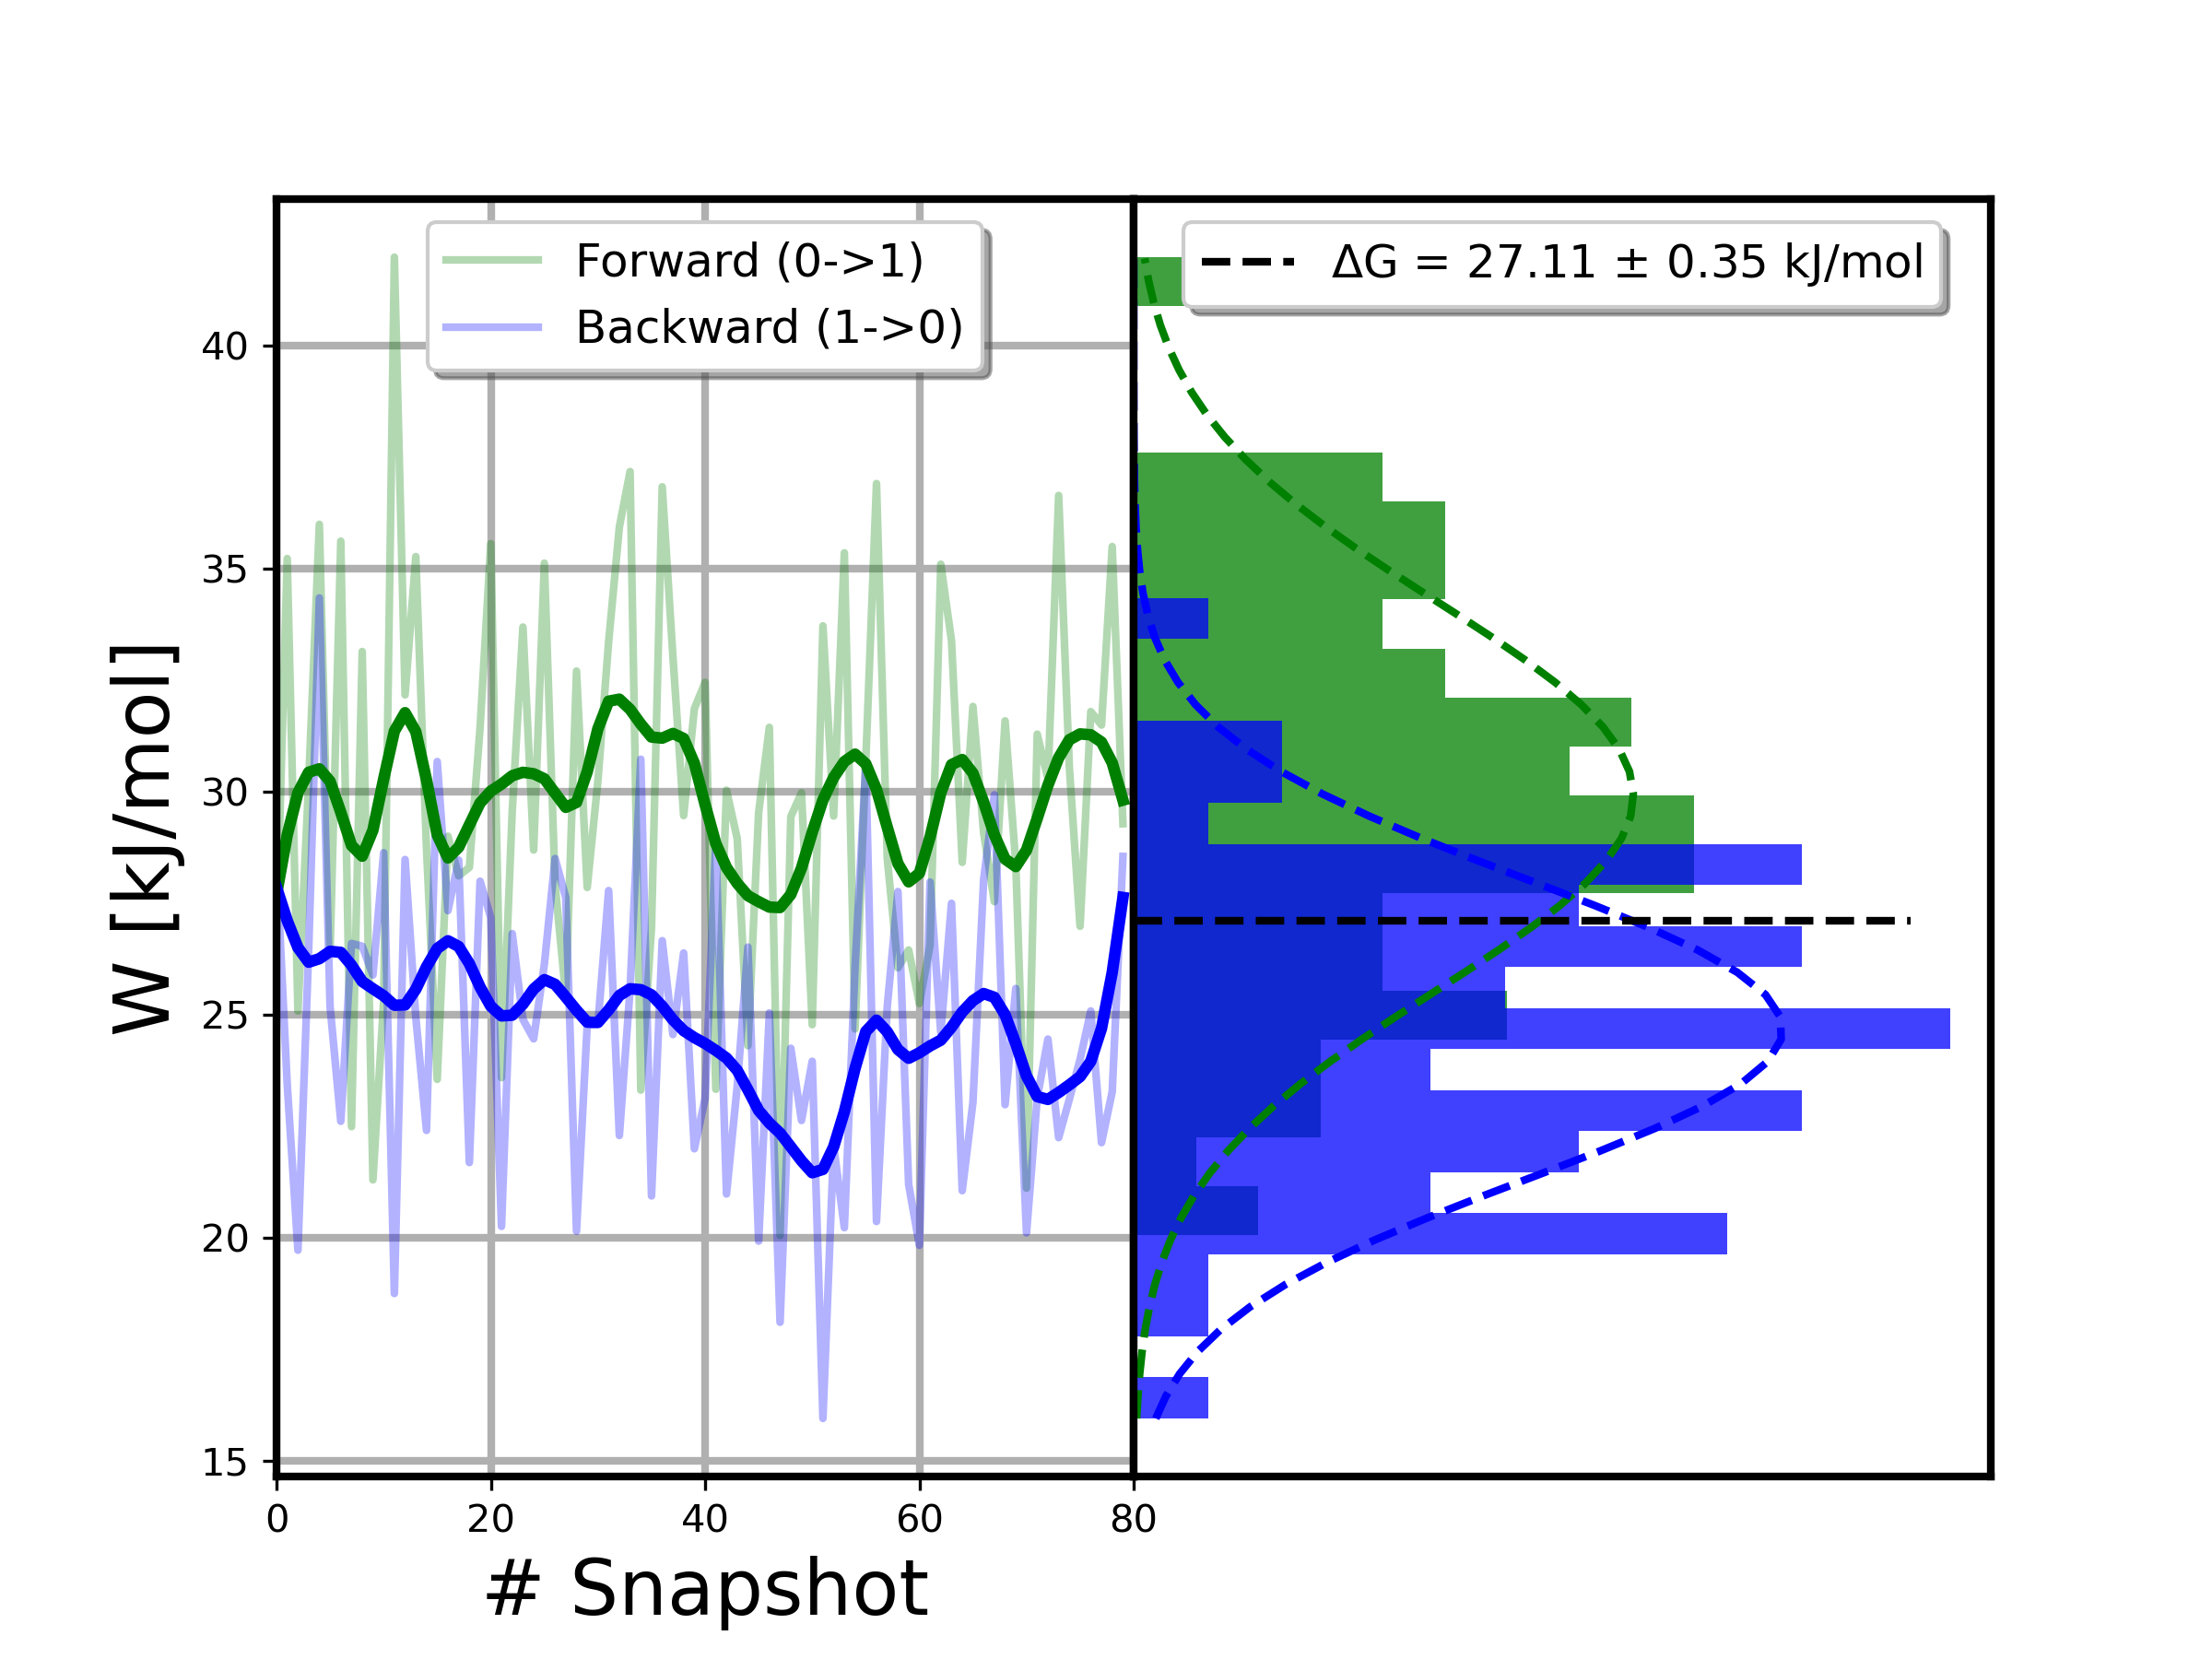 Forward (0->1)
Backward (1->0)
ΔG = 27.11 ± 0.35 kJ/mol
W [kJ/mol]
40
35
30
25
20
15
0 20 40 60 80
# Snapshot